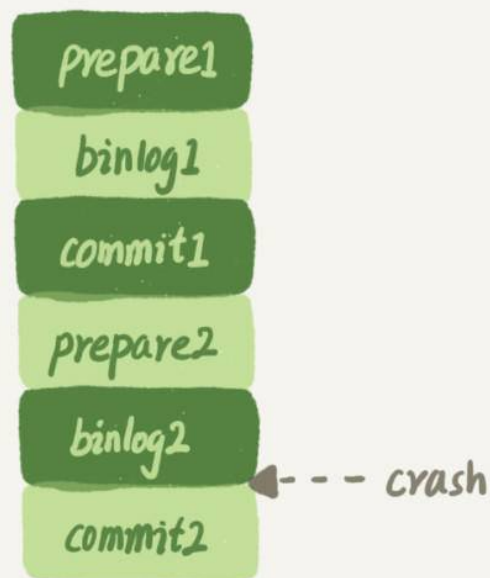 prepare1
binlog1
commit1
prepare2
binlog2
crash
commit2